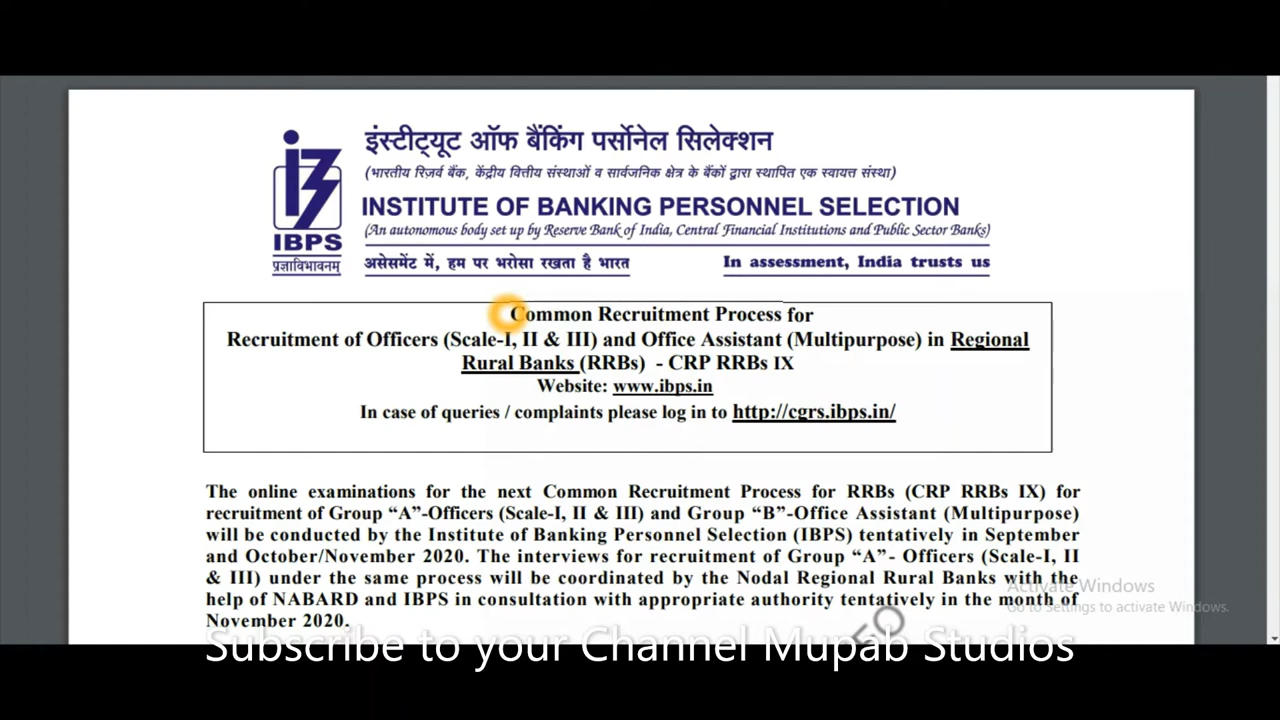 इंस्टीट्यूट ऑफ बैंकिंग पर्सोनेल सिलेक्शन
(भारतीय रिजर्व बैंक, केंद्रीय वित्तीय संस्थाओं व सार्वजनिक क्षेत्र के बैंकों द्वारा स्थापित एक स्वायत्त संस्था)
INSTITUTE OF BANKING PERSONNEL SELECTION
(An autonomous body set up by Reserve Bank of India, Central Financial Institutions and Public Sector Banks)
IBPS
प्रज्ञाविभावनम्
असेसमेंट में, हम पर भरोसा रखता है भारत
In assessment, India trusts us
Common Recruitment Process for
Recruitment of Officers (Scale-I, II & III) and Office Assistant (Multipurpose) in Regional
Rural Banks (RRBs) - CRP RRBs IX
Website: www.ibps.in
In case of queries / complaints please log in to http://cgrs.ibps.in/
The online examinations for the next Common Recruitment Process for RRBs (CRP RRBs IX) for
recruitment of Group “A”-Officers (Scale-I, II & III) and Group “B”-Office Assistant (Multipurpose)
will be conducted by the Institute of Banking Personnel Selection (IBPS) tentatively in September
and October/November 2020. The interviews for recruitment of Group “A”- Officers (Scale-I, II
& III) under the same process will be coordinated by the Nodal Regional Rural Banks with the
help of NABARD and IBPS in consultation with appropriate authority tentatively in the month of
November 2020.
Activate Windows
Go to Settings to activate Windows.
Subscribe to your Channel Mupab Studios